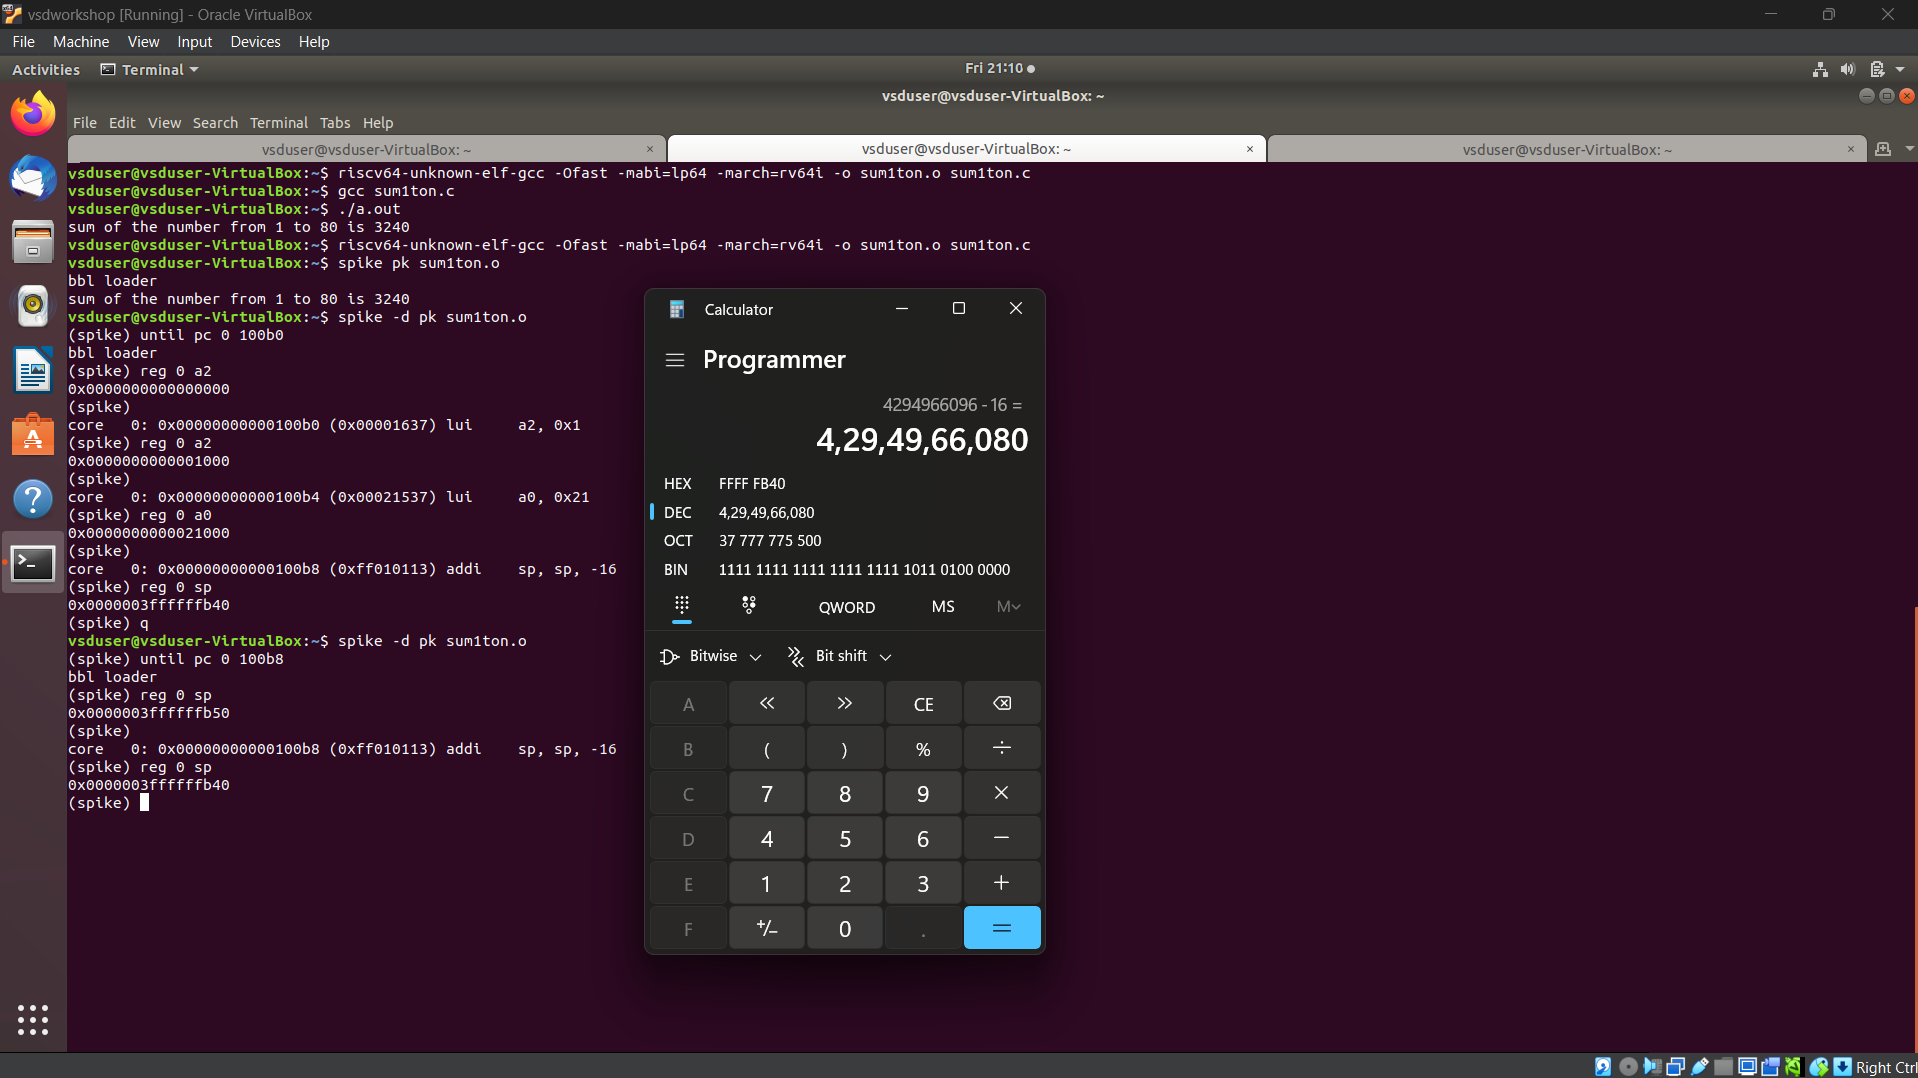 vsdworkshop [Running] - Oracle VirtualBox
File Machine View Input Devices Help
Activities Terminal Fri 21:10
vsduser@vsduser-VirtualBox: ~
File Edit View Search Terminal Tabs Help
vsduser@vsduser-VirtualBox: ~ × vsduser@vsduser-VirtualBox: ~ × vsduser@vsduser-VirtualBox: ~ ×
vsduser@vsduser-VirtualBox:~$ riscv64-unknown-elf-gcc -Ofast -mabi=lp64 -march=rv64i -o sum1ton.o sum1ton.c
vsduser@vsduser-VirtualBox:~$ gcc sum1ton.c
vsduser@vsduser-VirtualBox:~$ ./a.out
sum of the number from 1 to 80 is 3240
vsduser@vsduser-VirtualBox:~$ riscv64-unknown-elf-gcc -Ofast -mabi=lp64 -march=rv64i -o sum1ton.o sum1ton.c
vsduser@vsduser-VirtualBox:~$ spike pk sum1ton.o
bbl loader
sum of the number from 1 to 80 is 3240
vsduser@vsduser-VirtualBox:~$ spike -d pk sum1ton.o
(spike) until pc 0 100b0
bbl loader
(spike) reg 0 a2
0x0000000000000000
(spike)
core   0: 0x00000000000100b0 (0x00001637) lui     a2, 0x1
(spike) reg 0 a2
0x0000000000001000
(spike)
core   0: 0x00000000000100b4 (0x00021537) lui     a0, 0x21
(spike) reg 0 a0
0x0000000000021000
(spike)
core   0: 0x00000000000100b8 (0xff010113) addi    sp, sp, -16
(spike) reg 0 sp
0x0000003ffffffb40
(spike) q
vsduser@vsduser-VirtualBox:~$ spike -d pk sum1ton.o
(spike) until pc 0 100b8
bbl loader
(spike) reg 0 sp
0x0000003ffffffb50
(spike)
core   0: 0x00000000000100b8 (0xff010113) addi    sp, sp, -16
(spike) reg 0 sp
0x0000003ffffffb40
(spike)
Calculator
Programmer
4294966096 - 16 =
4,29,49,66,080
HEX FFFF FB40
DEC 4,29,49,66,080
OCT 37 777 775 500
BIN 1111 1111 1111 1111 1111 1011 0100 0000
QWORD MS M
Bitwise Bit shift
A « » CE
B ( ) % ÷
C 7 8 9 ×
D 4 5 6 −
E 1 2 3 +
F +/− 0 . =
Right Ctrl